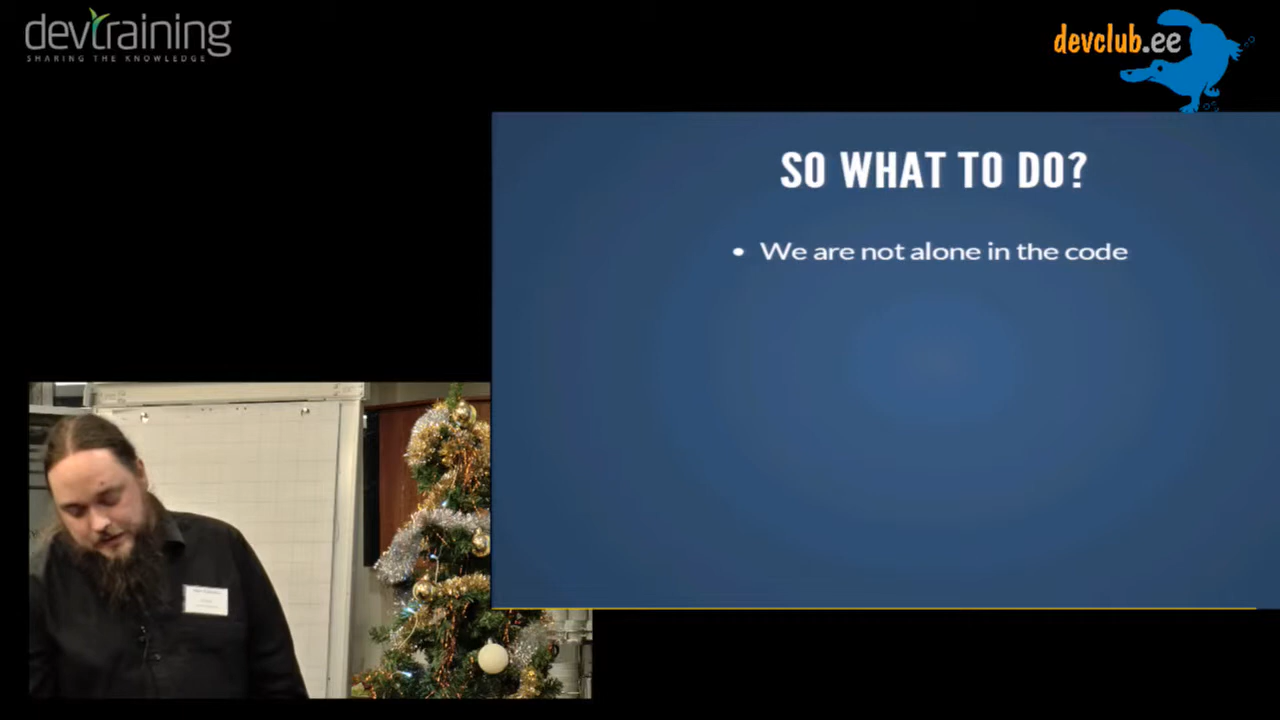 devtraining
SHARING THE KNOWLEDGE
devclub.ee
SO WHAT TO DO?
• We are not alone in the code